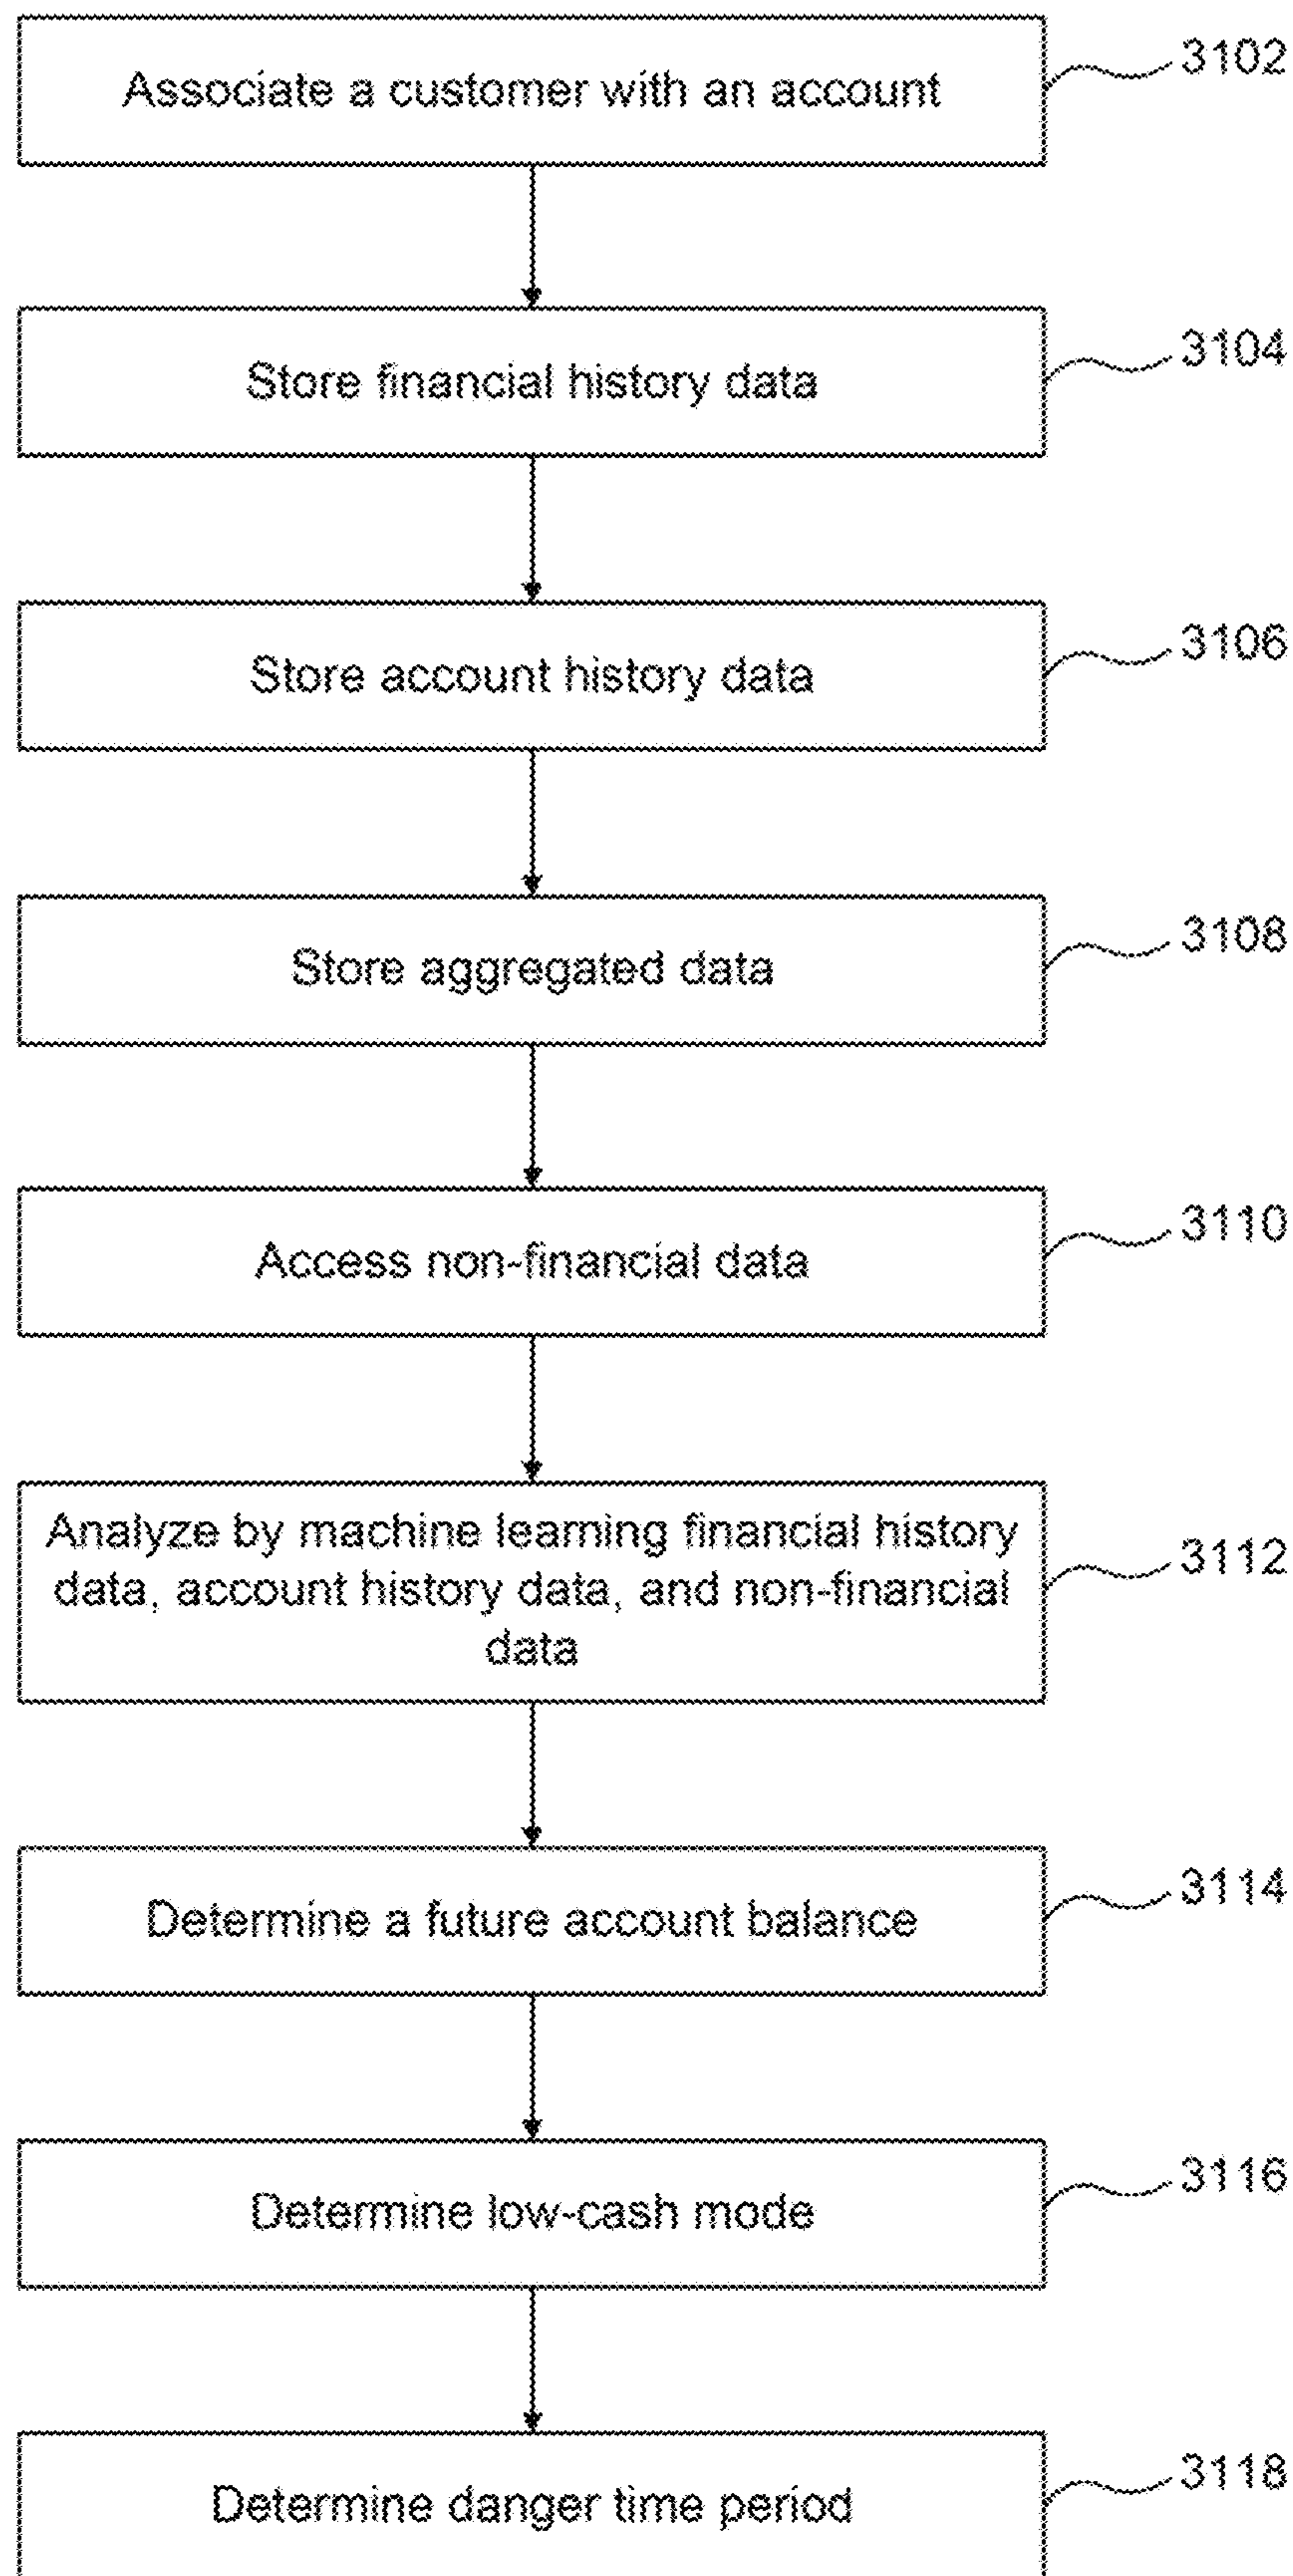 Associate a customer with an account
3102
Store financial history data
3104
Store account history data
3106
Store aggregated data
3108
Access non-financial data
3110
Analyze by machine learning financial history
data, account history data, and non-financial
data
3112
Determine a future account balance
3114
Determine low-cash mode
3116
Determine danger time period
3118